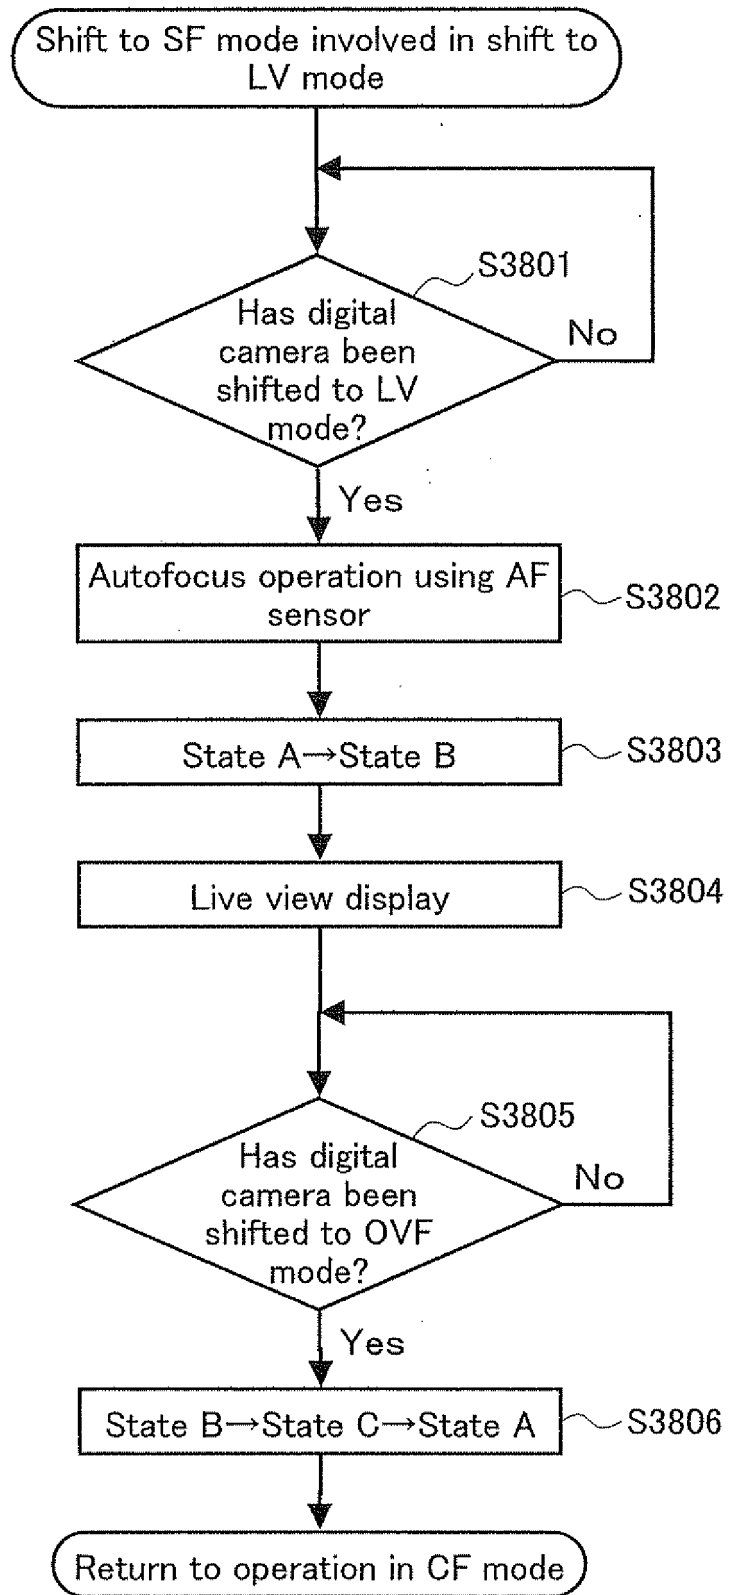 Shift to SF mode involved in shift to
LV mode
S3801
Has digital
camera been
shifted to LV
mode?
No
Yes
Autofocus operation using AF
sensor
S3802
State A→State B
S3803
Live view display
S3804
S3805
Has digital
camera been
shifted to OVF
mode?
No
Yes
State B→State C→State A
S3806
Return to operation in CF mode